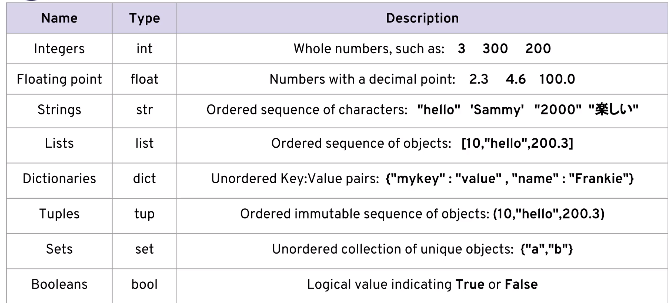 Name Type Description
Integers int Whole numbers, such as: 3 300 200
Floating point float Numbers with a decimal point: 2.3 4.6 100.0
Strings str Ordered sequence of characters: "hello" 'Sammy' "2000" "楽しい"
Lists list Ordered sequence of objects: [10,"hello",200.3]
Dictionaries dict Unordered Key:Value pairs: {"mykey" : "value" , "name" : "Frankie"}
Tuples tup Ordered immutable sequence of objects: (10,"hello",200.3)
Sets set Unordered collection of unique objects: {"a","b"}
Booleans bool Logical value indicating True or False